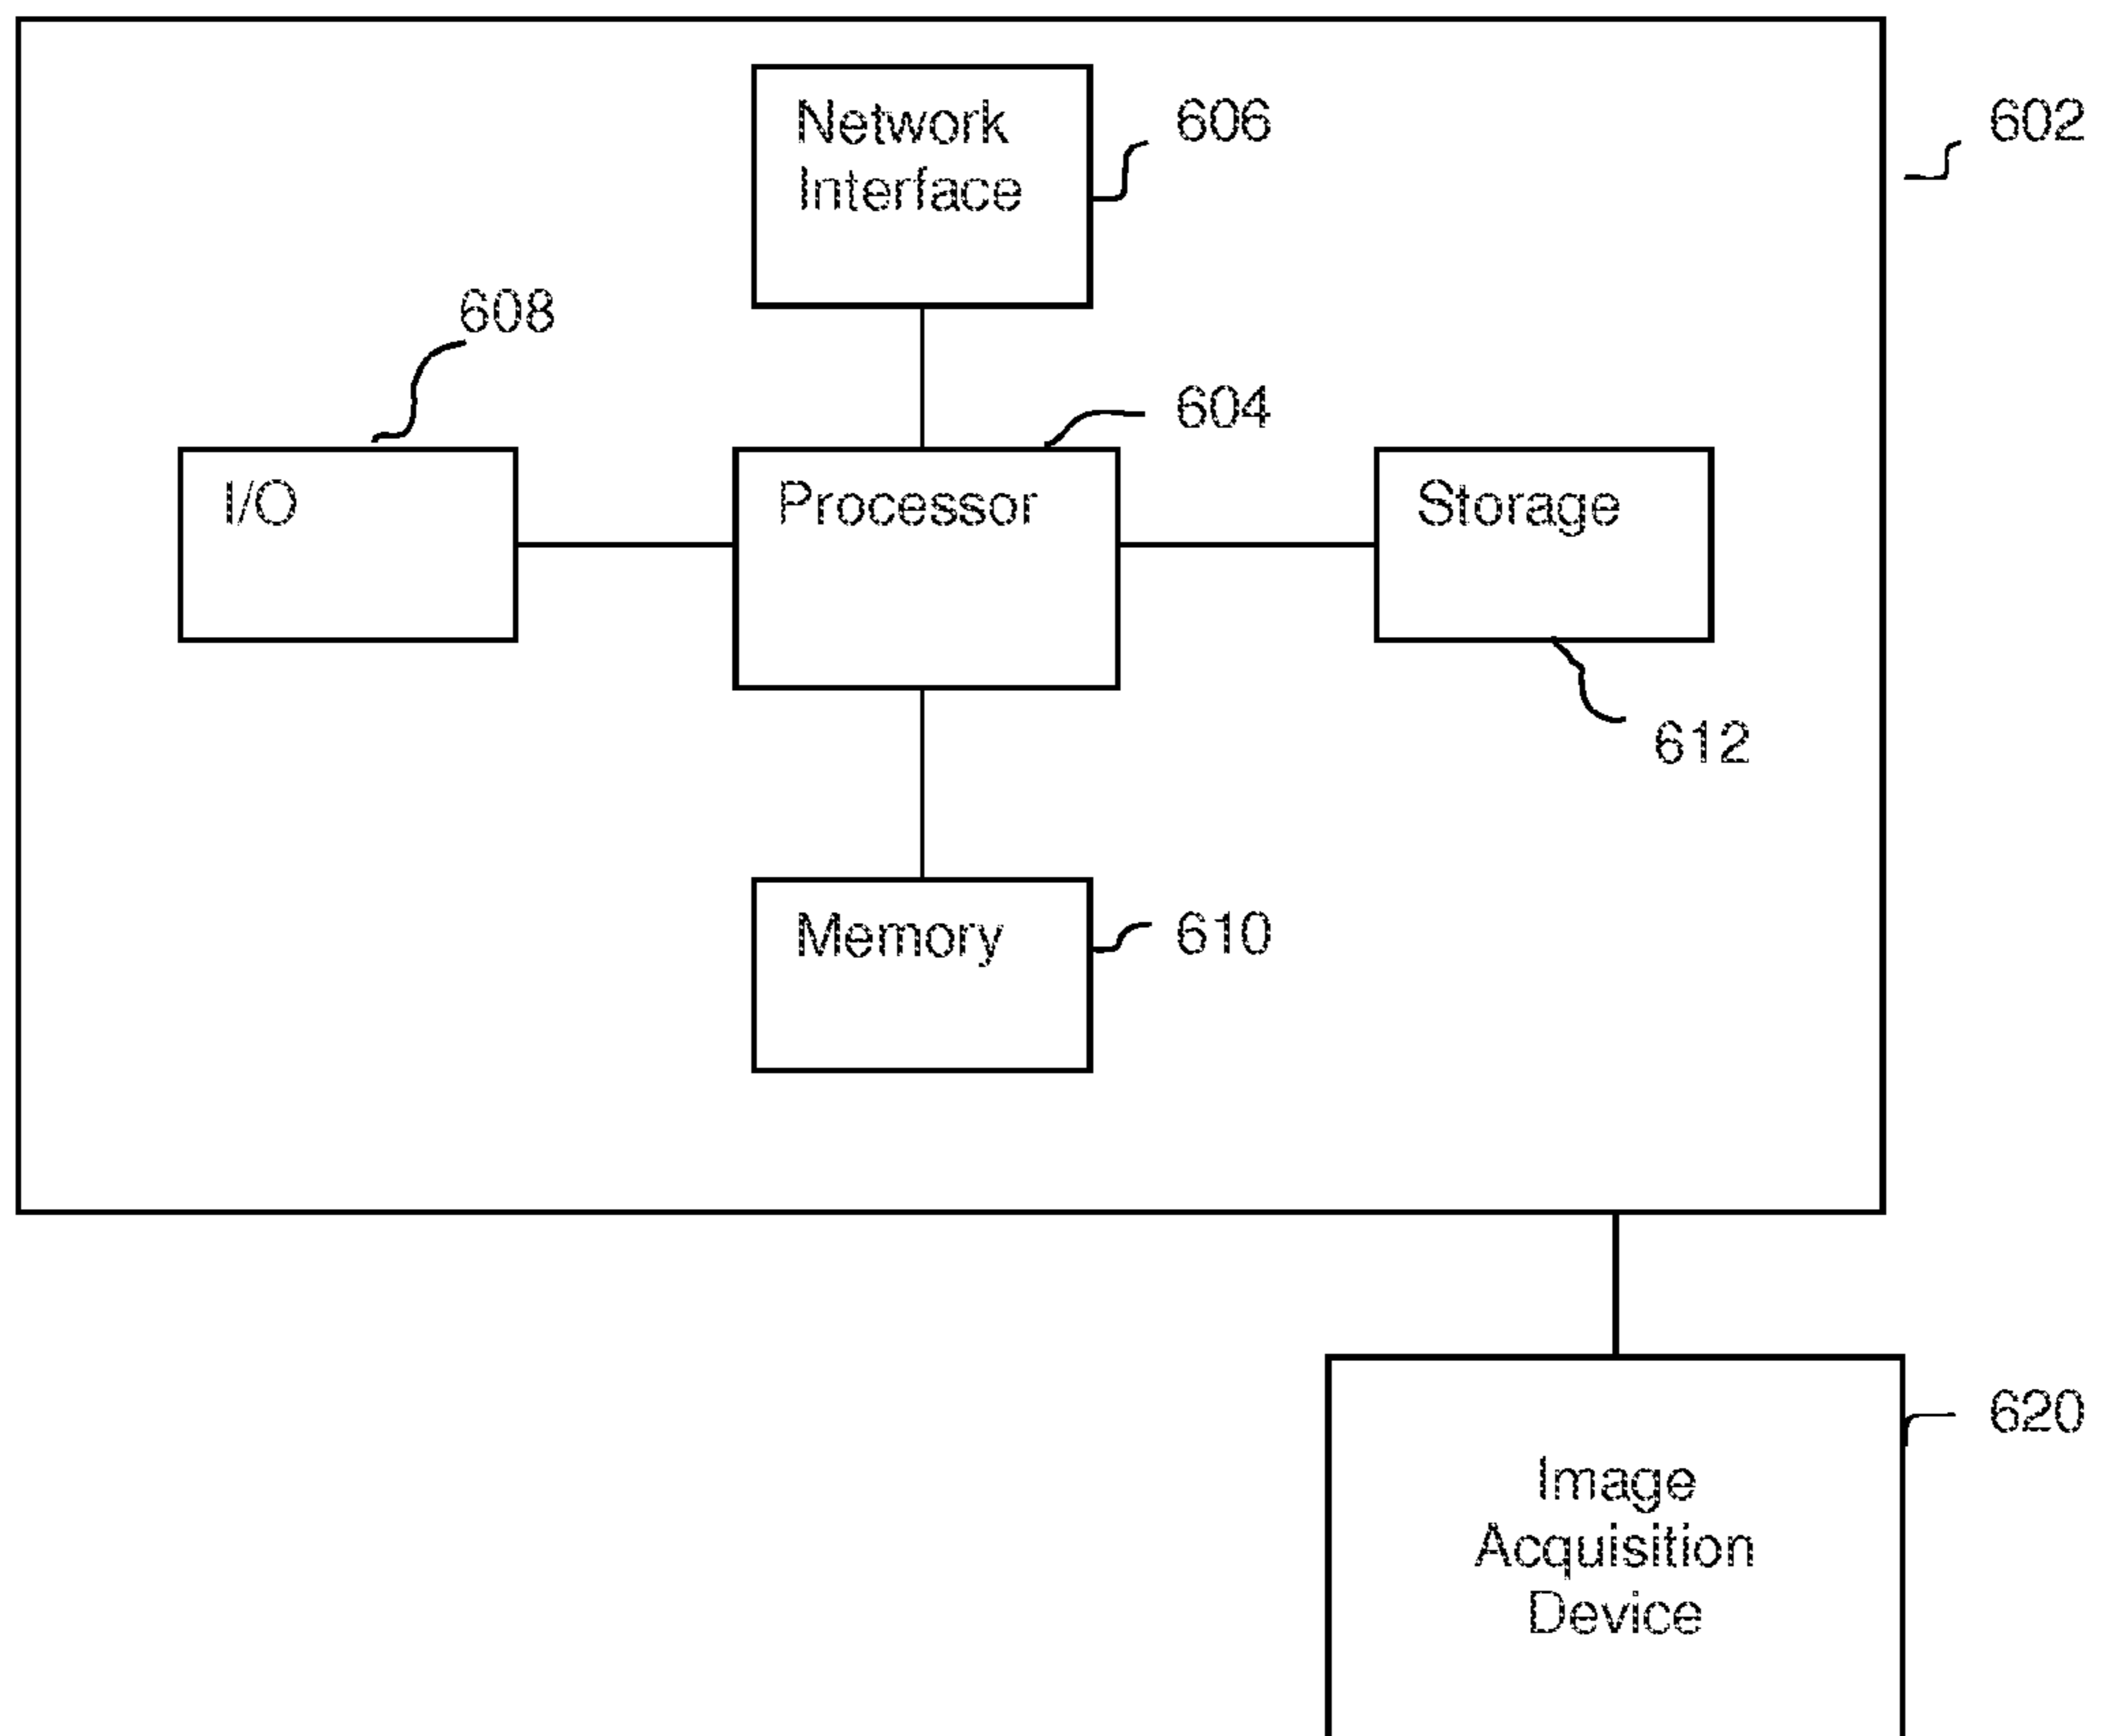 Network
Interface
606
602
608
604
I/O
Processor
Storage
612
Memory
610
620
Image
Acquisition
Device